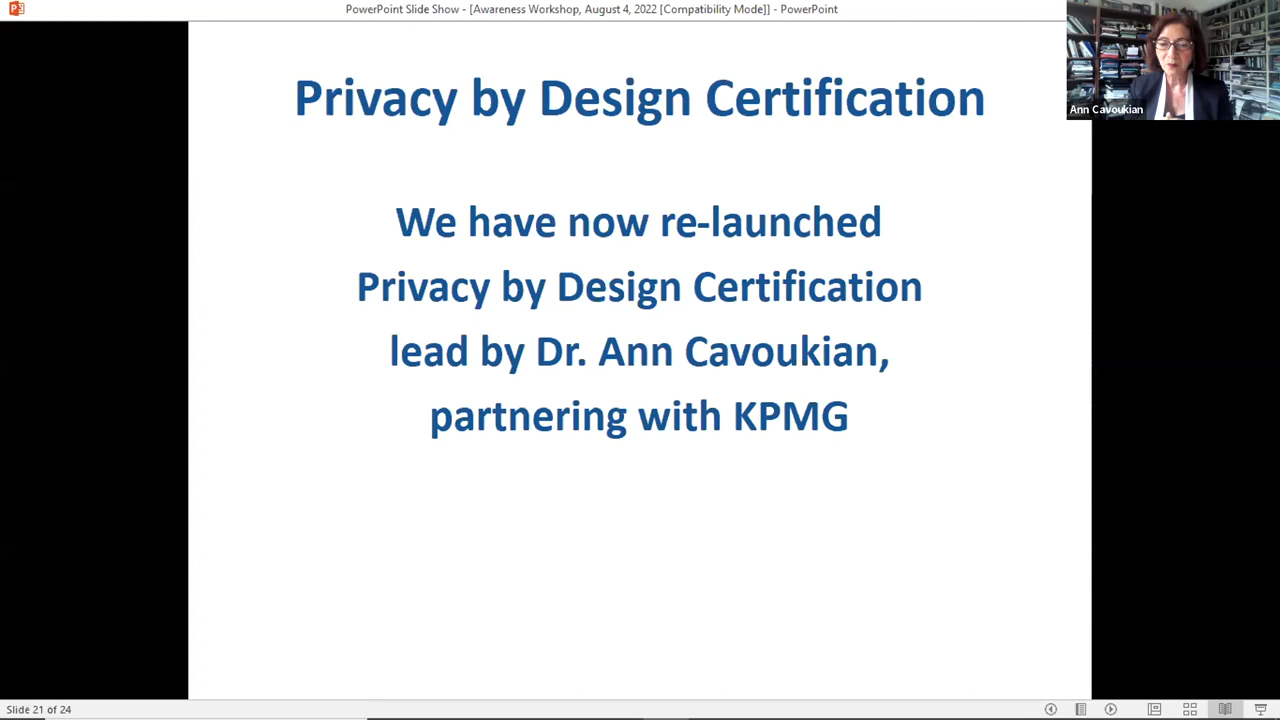 PowerPoint Slide Show - [Awareness Workshop, August 4, 2022 [Compatibility Mode]] - PowerPoint
Ann Cavoukian
Privacy by Design Certification
We have now re-launched
Privacy by Design Certification
lead by Dr. Ann Cavoukian,
partnering with KPMG
Slide 21 of 24